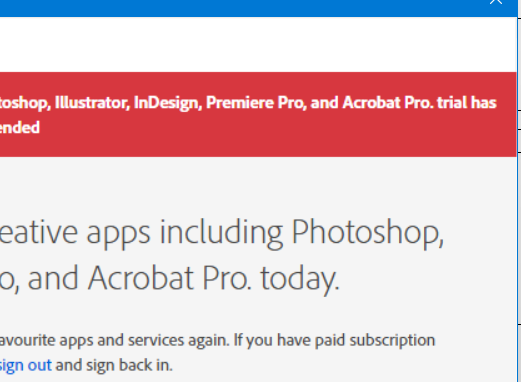 toshop, Illustrator, InDesign, Premiere Pro, and Acrobat Pro. trial has
ended
eative apps including Photoshop,
o, and Acrobat Pro. today.
avourite apps and services again. If you have paid subscription
sign out and sign back in.